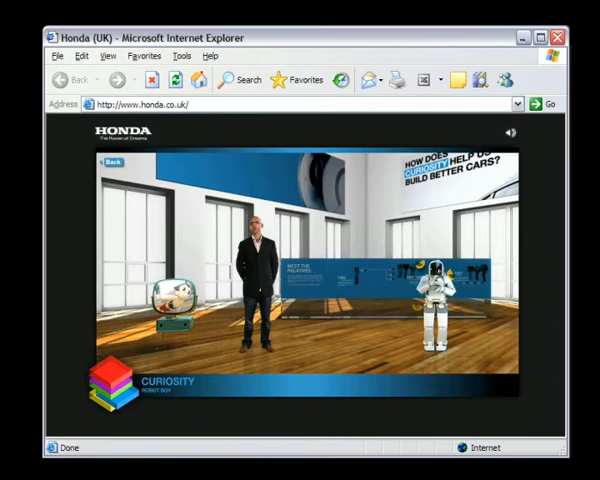 Honda (UK) - Microsoft Internet Explorer
File Edit View Favorites Tools Help
Back Search Favorites
Address http://www.honda.co.uk/ Go
HONDA
The Power of Dreams
Back
HOW DOES
CURIOSITY HELP US
BUILD BETTER CARS?
MEET THE
RELATIVES
CURIOSITY
ROBOT BOY
Done Internet